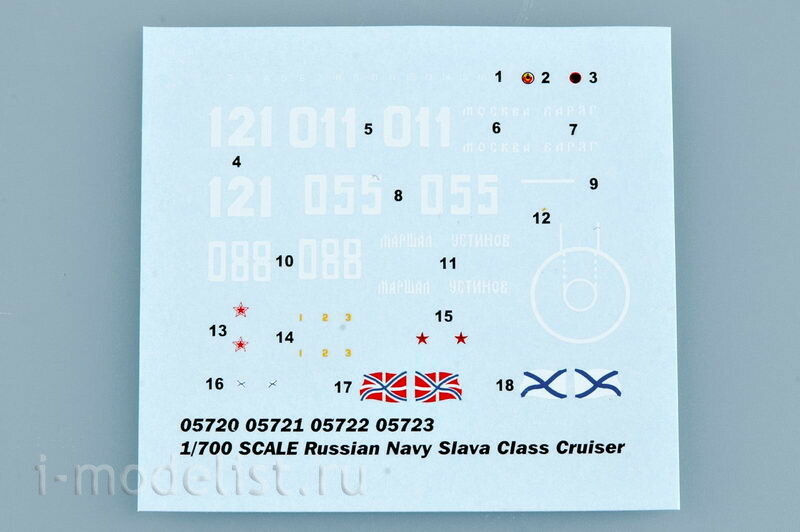 1 2 3
121 011 011 МОСКВА ВАРЯГ
5 6 7
МОСКВА ВАРЯГ
4
121 055 055
8 9
12
088 088 МАРШАЛ УСТИНОВ
10 11
МАРШАЛ УСТИНОВ
13 14 1 2 3 15
1 2 3
16 17 18
05720 05721 05722 05723
1/700 SCALE Russian Navy Slava Class Cruiser
i-modelist.ru